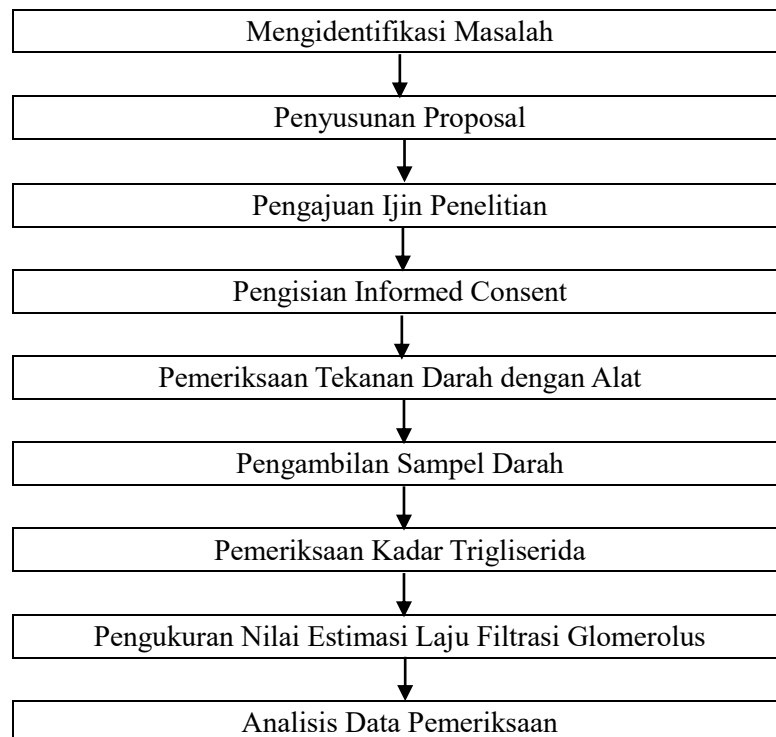 Mengidentifikasi Masalah
Penyusunan Proposal
Pengajuan Ijin Penelitian
Pengisian Informed Consent
Pemeriksaan Tekanan Darah dengan Alat
Pengambilan Sampel Darah
Pemeriksaan Kadar Trigliserida
Pengukuran Nilai Estimasi Laju Filtrasi Glomerolus
Analisis Data Pemeriksaan